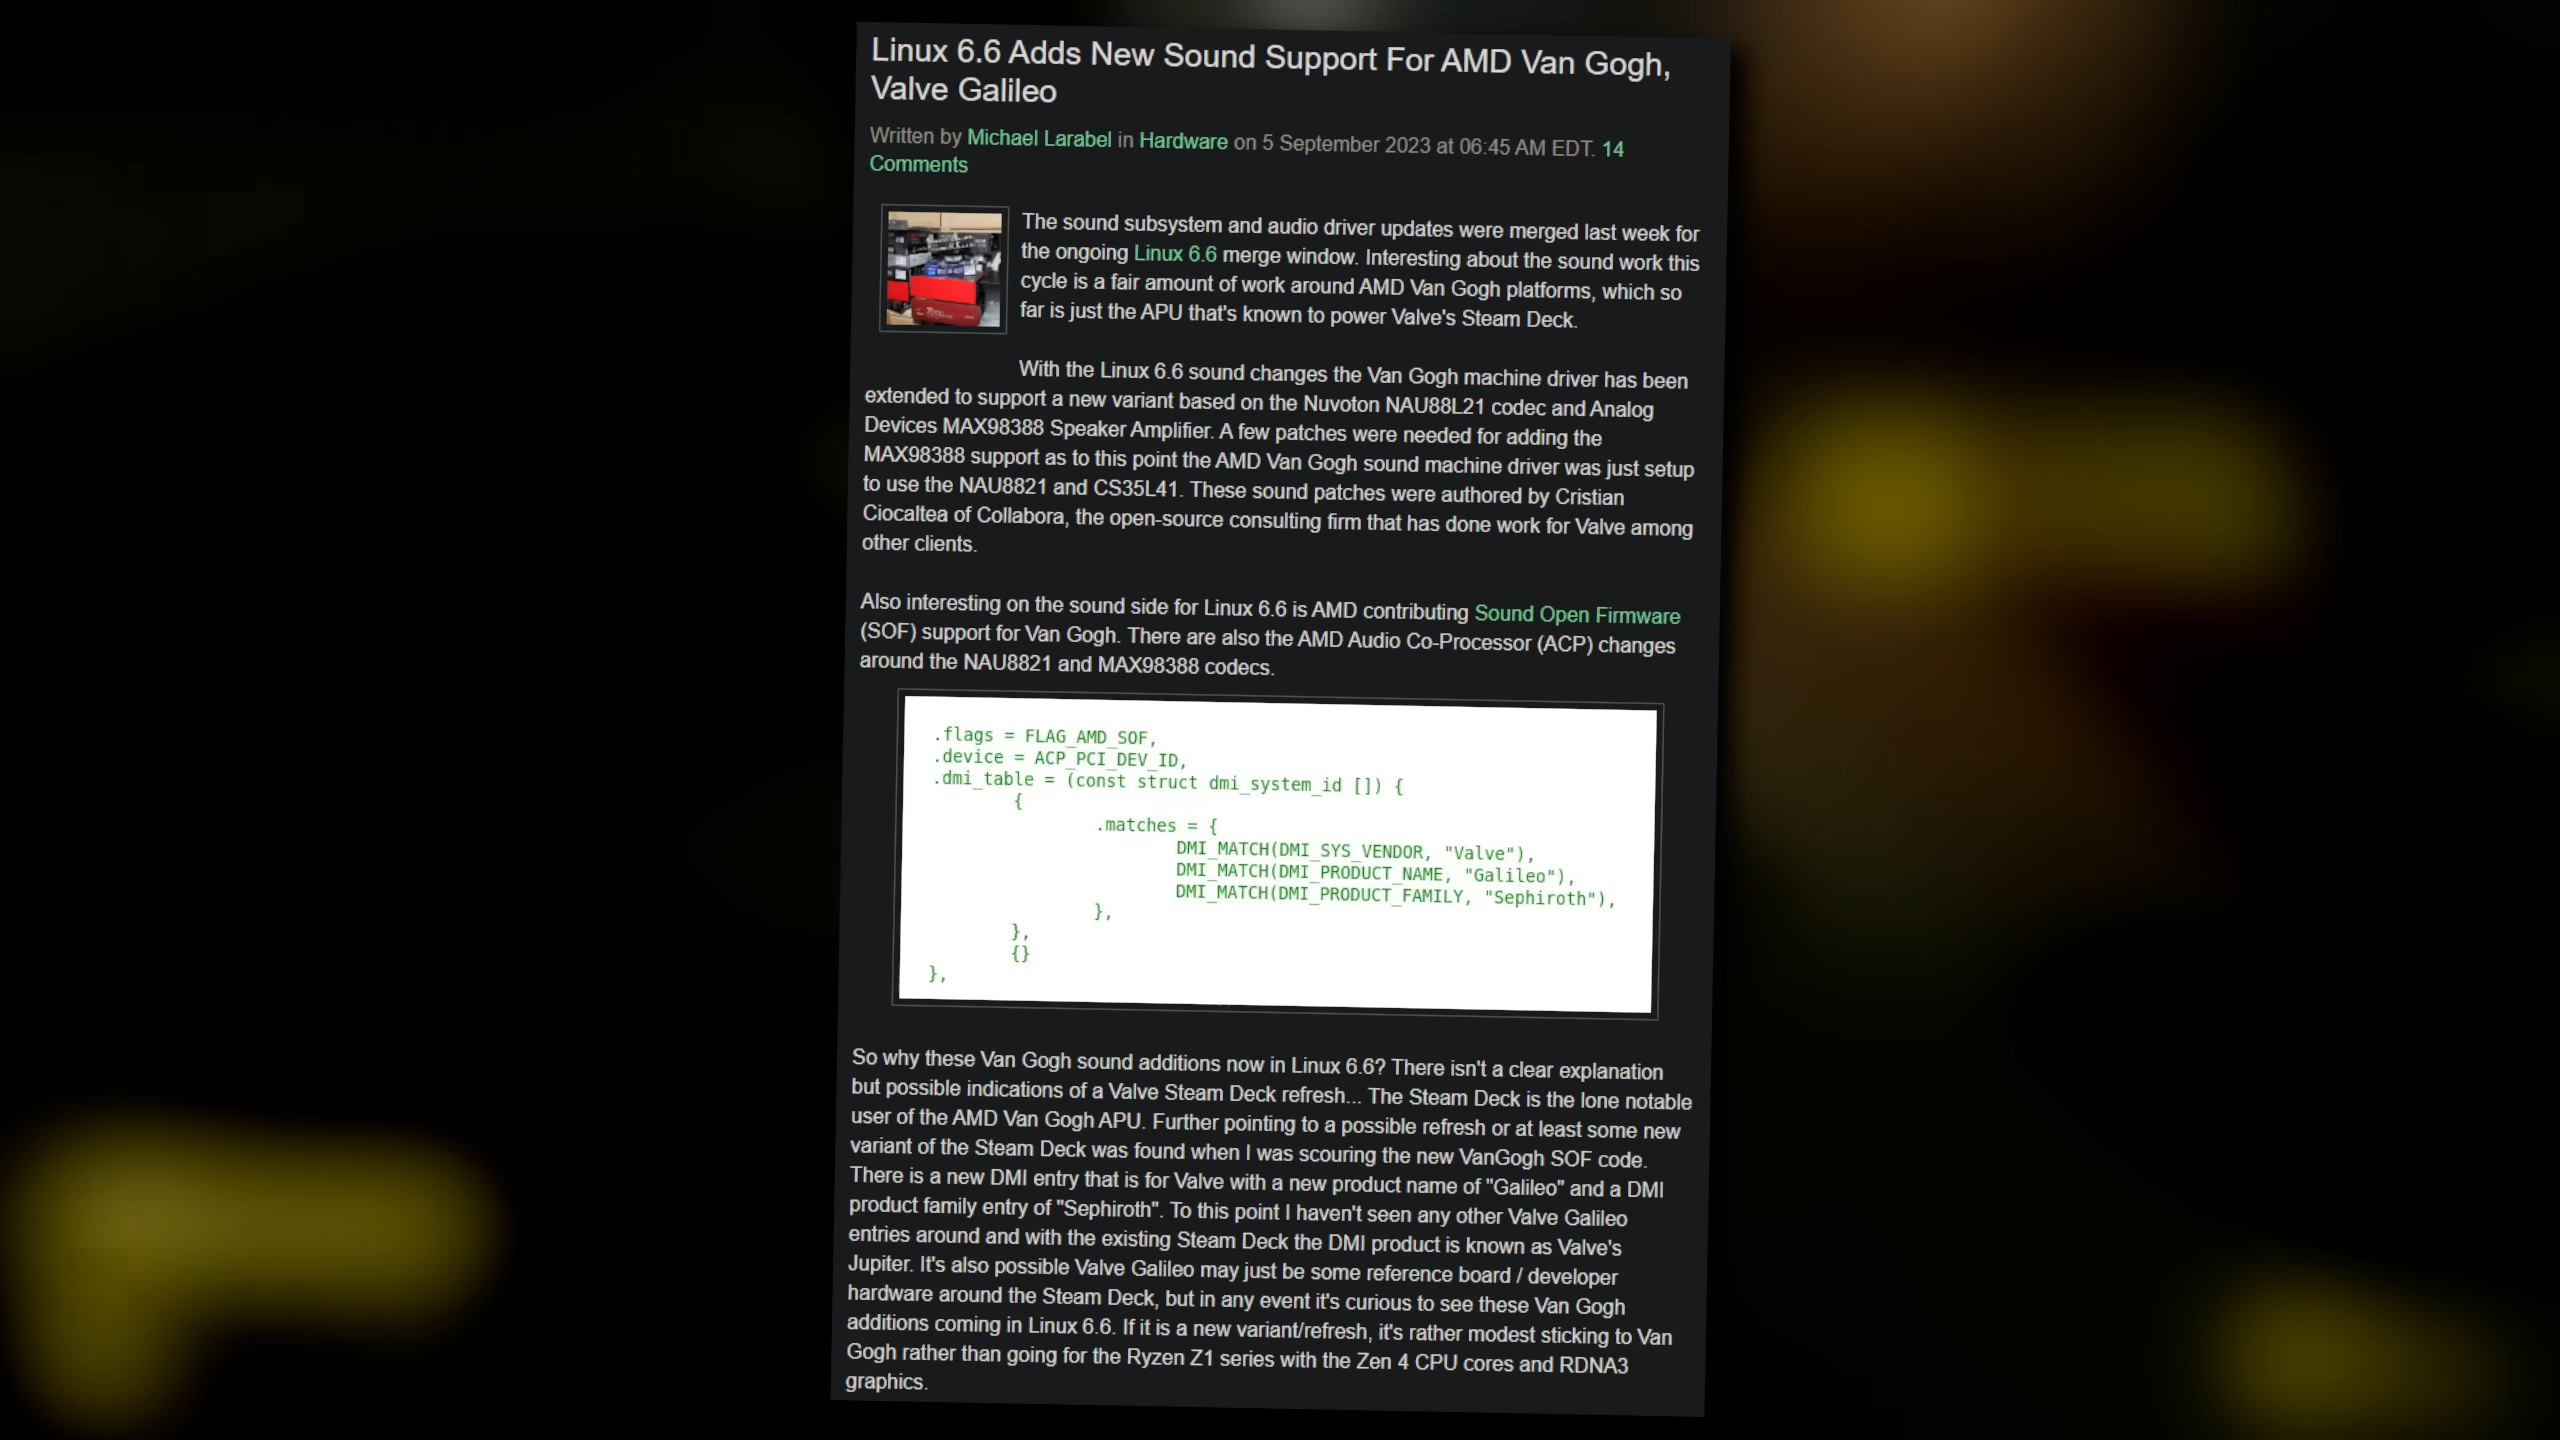 Linux 6.6 Adds New Sound Support For AMD Van Gogh,
Valve Galileo
Written by Michael Larabel in Hardware on 5 September 2023 at 06:45 AM EDT. 14
Comments
The sound subsystem and audio driver updates were merged last week for
the ongoing Linux 6.6 merge window. Interesting about the sound work this
cycle is a fair amount of work around AMD Van Gogh platforms, which so
far is just the APU that's known to power Valve's Steam Deck.
With the Linux 6.6 sound changes the Van Gogh machine driver has been
extended to support a new variant based on the Nuvoton NAU88L21 codec and Analog
Devices MAX98388 Speaker Amplifier. A few patches were needed for adding the
MAX98388 support as to this point the AMD Van Gogh sound machine driver was just setup
to use the NAU8821 and CS35L41. These sound patches were authored by Cristian
Ciocaltea of Collabora, the open-source consulting firm that has done work for Valve among
other clients.
Also interesting on the sound side for Linux 6.6 is AMD contributing Sound Open Firmware
(SOF) support for Van Gogh. There are also the AMD Audio Co-Processor (ACP) changes
around the NAU8821 and MAX98388 codecs.
.flags = FLAG_AMD_SOF,
.device = ACP_PCI_DEV_ID,
.dmi_table = (const struct dmi_system_id []) {
{
.matches = {
DMI_MATCH(DMI_SYS_VENDOR, "Valve"),
DMI_MATCH(DMI_PRODUCT_NAME, "Galileo"),
DMI_MATCH(DMI_PRODUCT_FAMILY, "Sephiroth"),
},
},
{}
},
So why these Van Gogh sound additions now in Linux 6.6? There isn't a clear explanation
but possible indications of a Valve Steam Deck refresh... The Steam Deck is the lone notable
user of the AMD Van Gogh APU. Further pointing to a possible refresh or at least some new
variant of the Steam Deck was found when I was scouring the new VanGogh SOF code.
There is a new DMI entry that is for Valve with a new product name of "Galileo" and a DMI
product family entry of "Sephiroth". To this point I haven't seen any other Valve Galileo
entries around and with the existing Steam Deck the DMI product is known as Valve's
Jupiter. It's also possible Valve Galileo may just be some reference board / developer
hardware around the Steam Deck, but in any event it's curious to see these Van Gogh
additions coming in Linux 6.6. If it is a new variant/refresh, it's rather modest sticking to Van
Gogh rather than going for the Ryzen Z1 series with the Zen 4 CPU cores and RDNA3
graphics.